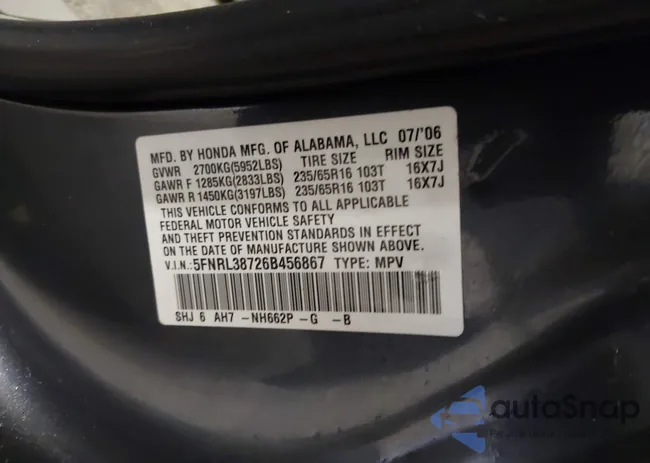 MFD. BY HONDA MFG. OF ALABAMA, LLC 07/'06
GVWR 2700KG(5952LBS) TIRE SIZE RIM SIZE
GAWR F 1285KG(2833LBS) 235/65R16 103T 16X7J
GAWR R 1450KG(3197LBS) 235/65R16 103T 16X7J
THIS VEHICLE CONFORMS TO ALL APPLICABLE
FEDERAL MOTOR VEHICLE SAFETY
AND THEFT PREVENTION STANDARDS IN EFFECT
ON THE DATE OF MANUFACTURE SHOWN ABOVE.
V.I.N.:5FNRL38726B456867 TYPE: MPV
SHJ 6 AH7 -NH662P -G -B
autoSnap